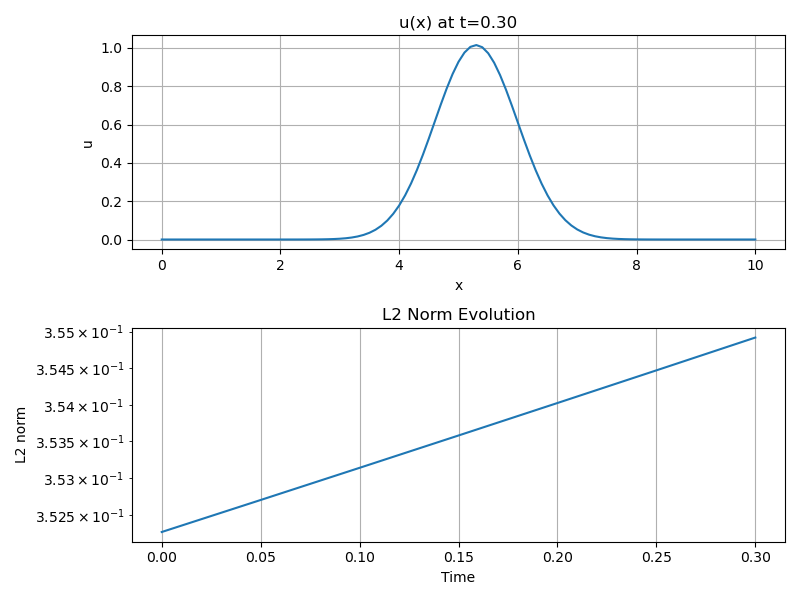 u(x) at t=0.30
1.0
0.8
0.6
0.4
0.2
0.0
u
0 2 4 6 8 10
x
L2 Norm Evolution
3.55×10⁻¹
3.545×10⁻¹
3.54×10⁻¹
3.535×10⁻¹
3.53×10⁻¹
3.525×10⁻¹
L2 norm
0.00 0.05 0.10 0.15 0.20 0.25 0.30
Time